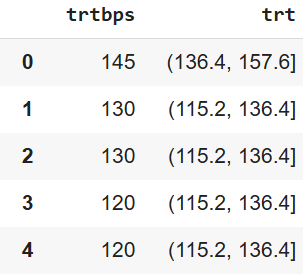 trtbps trt
0 145 (136.4, 157.6]
1 130 (115.2, 136.4]
2 130 (115.2, 136.4]
3 120 (115.2, 136.4]
4 120 (115.2, 136.4]